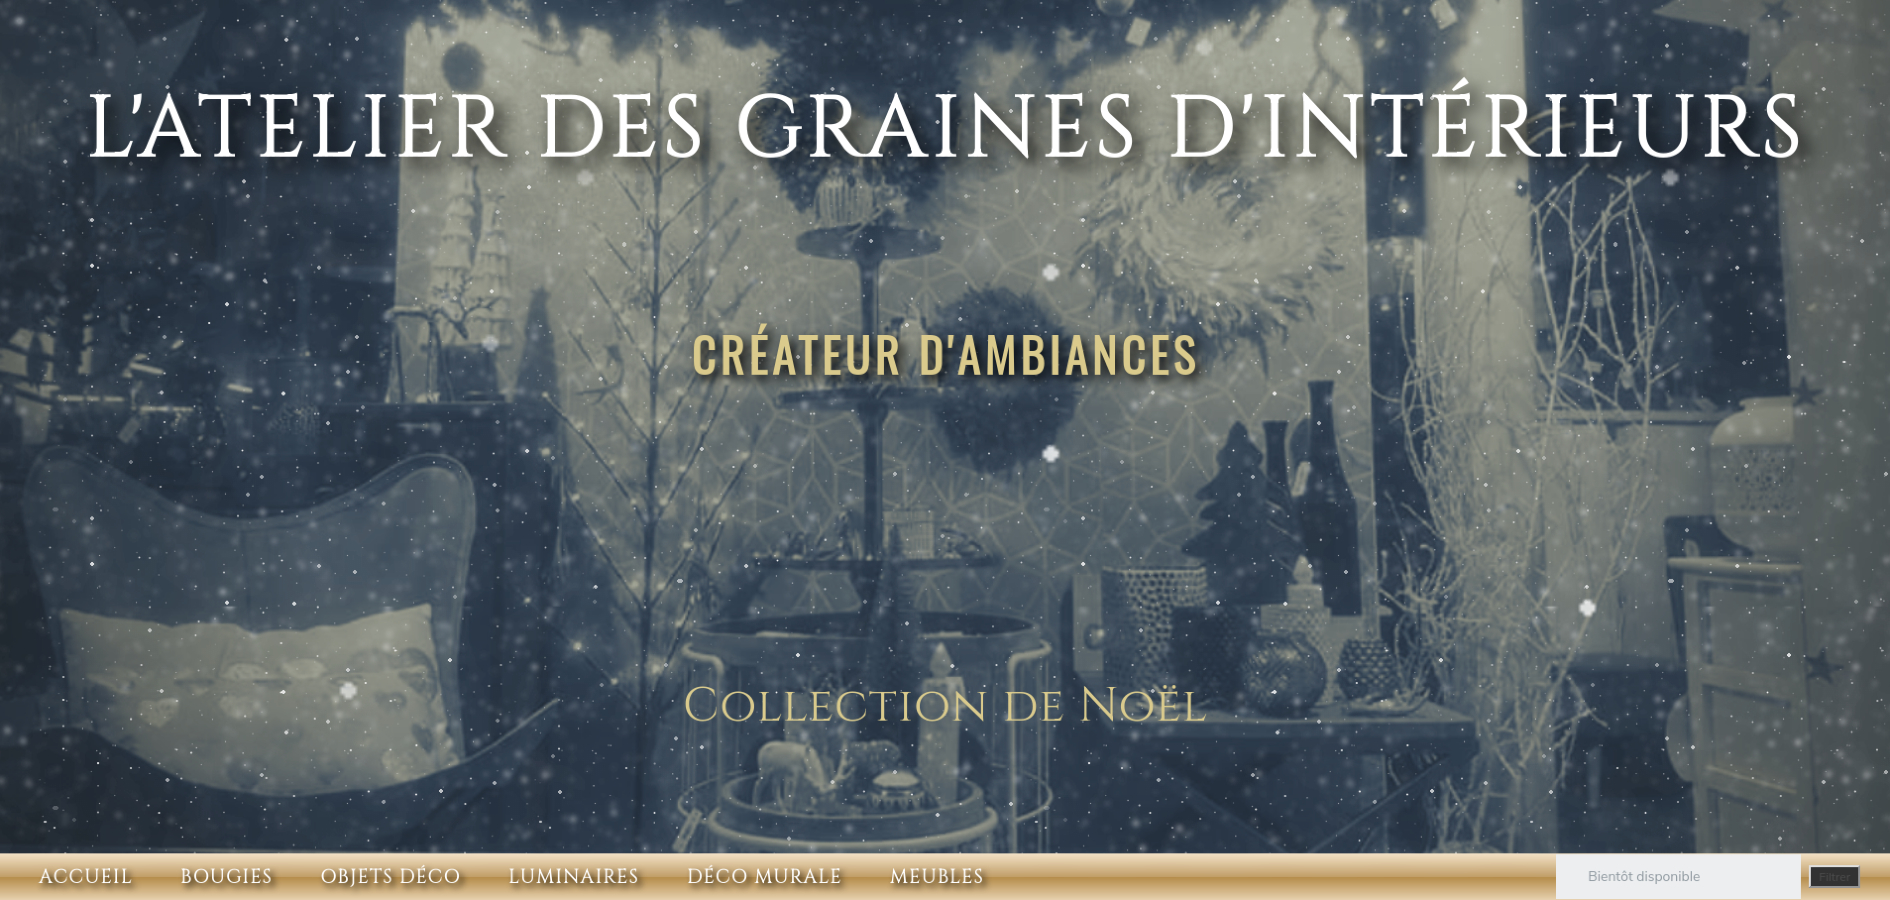 L'ATELIER DES GRAINES D'INTÉRIEURS
CRÉATEUR D'AMBIANCES
Collection de Noël
ACCUEIL BOUGIES OBJETS DÉCO LUMINAIRES DÉCO MURALE MEUBLES Bientôt disponible Filtrer